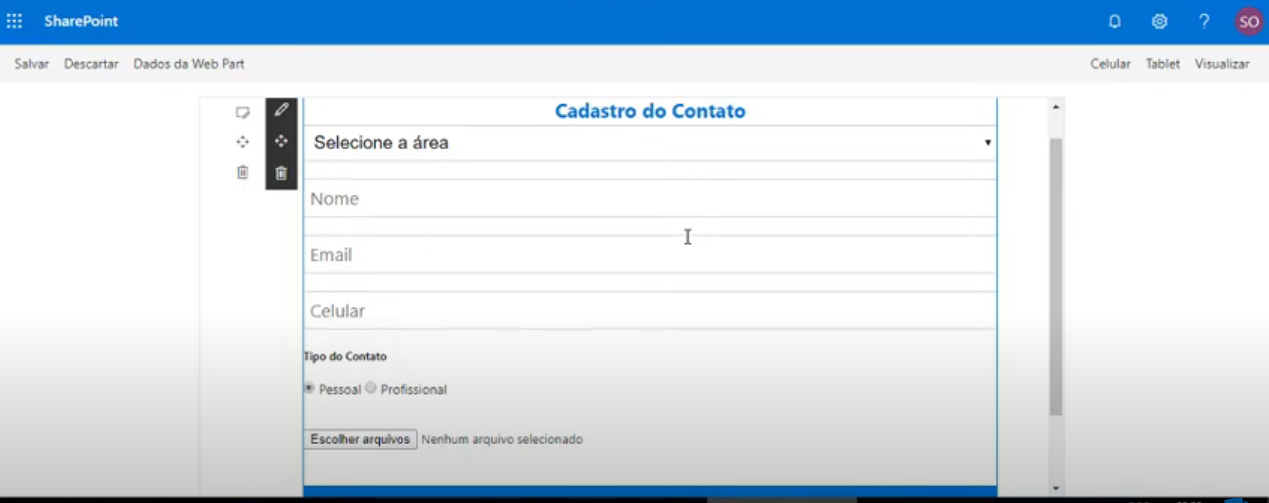 SharePoint
SO
Salvar Descartar Dados da Web Part
Celular Tablet Visualizar
Cadastro do Contato
Selecione a área
Nome
Email
Celular
Tipo do Contato
Pessoal Profissional
Escolher arquivos Nenhum arquivo selecionado